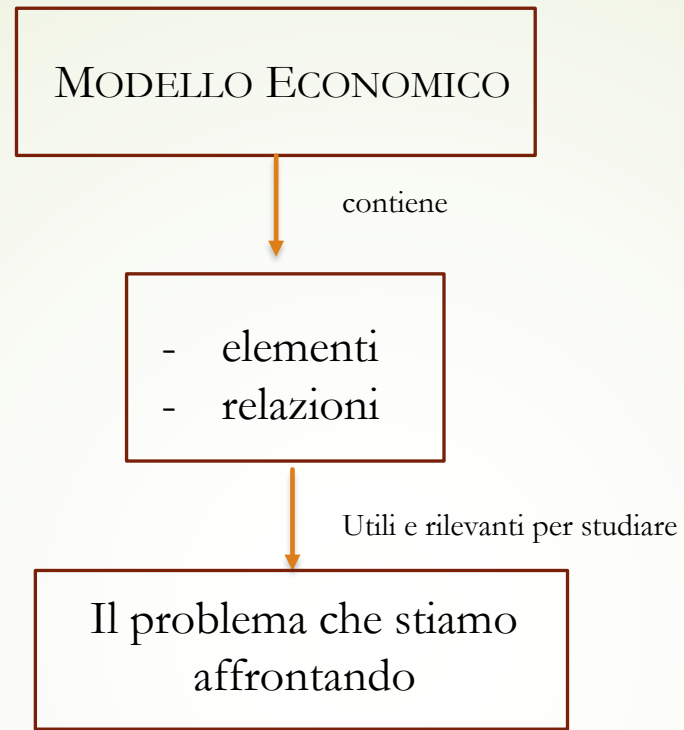 MODELLO ECONOMICO
contiene
- elementi
- relazioni
Utili e rilevanti per studiare
Il problema che stiamo
affrontando